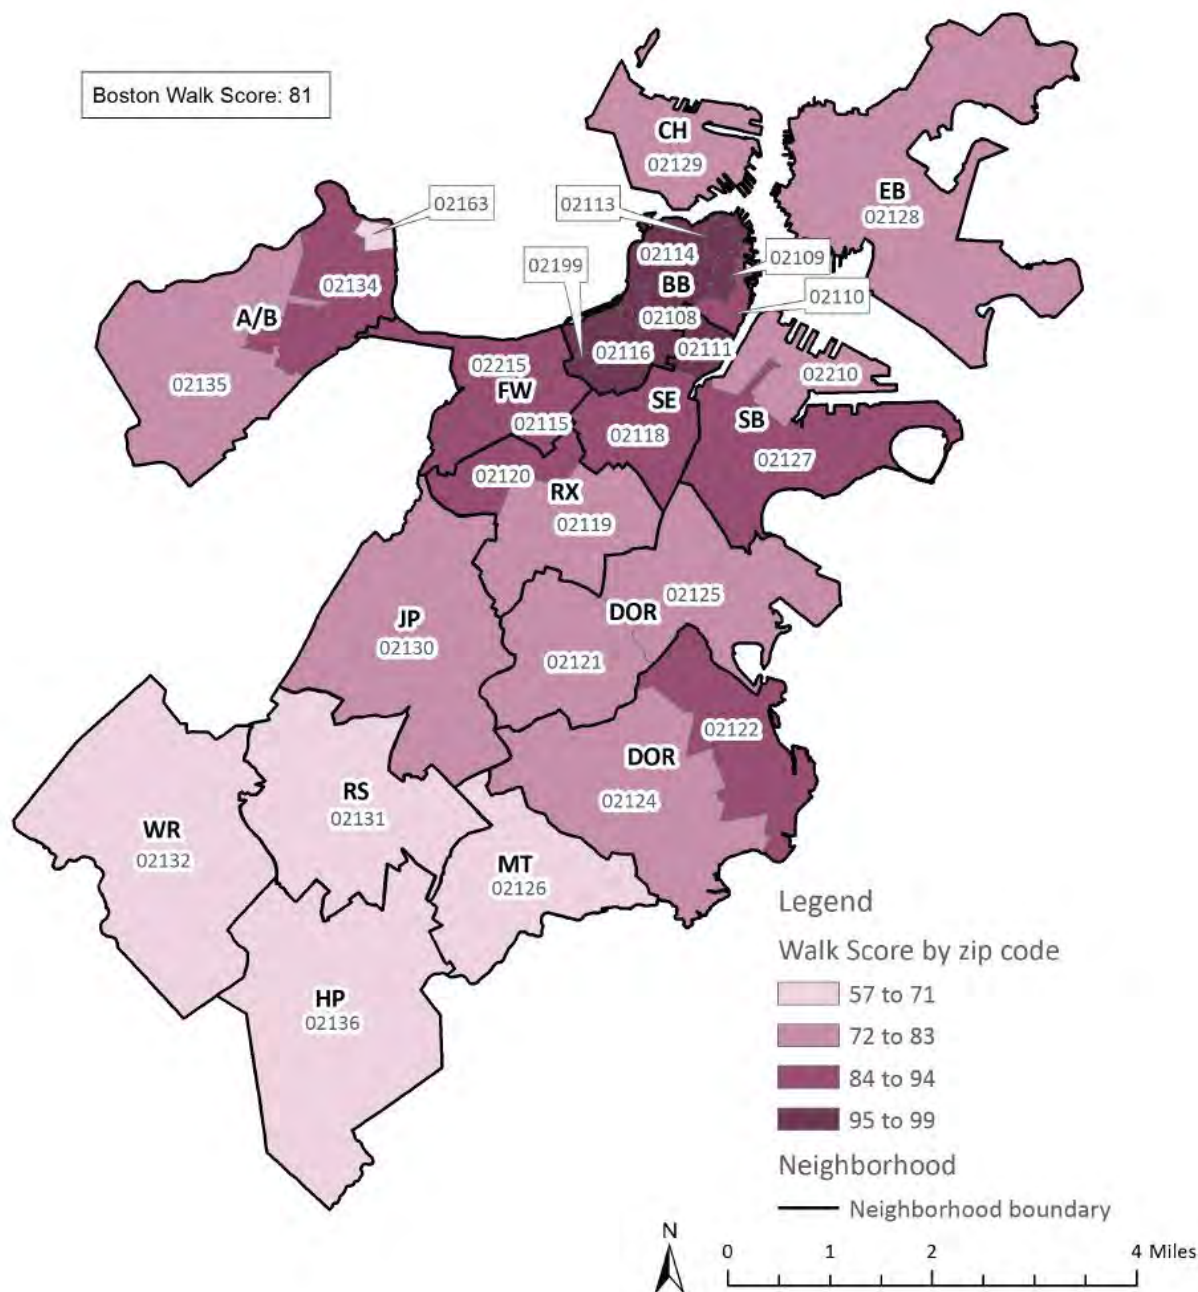 Boston Walk Score: 81
CH
02129
EB
02128
02163
02113
02114
02109
02199
02134
BB
02110
A/B
02108
02116
02111
02135
02215
02210
FW
SE
02115
SB
02118
02127
02120
RX
02119
02125
JP
DOR
02130
02121
02122
DOR
RS
02124
02131
WR
02132
MT
02126
HP
02136
Legend
Walk Score by zip code
57 to 71
72 to 83
84 to 94
95 to 99
Neighborhood
Neighborhood boundary
N
0 1 2 4 Miles